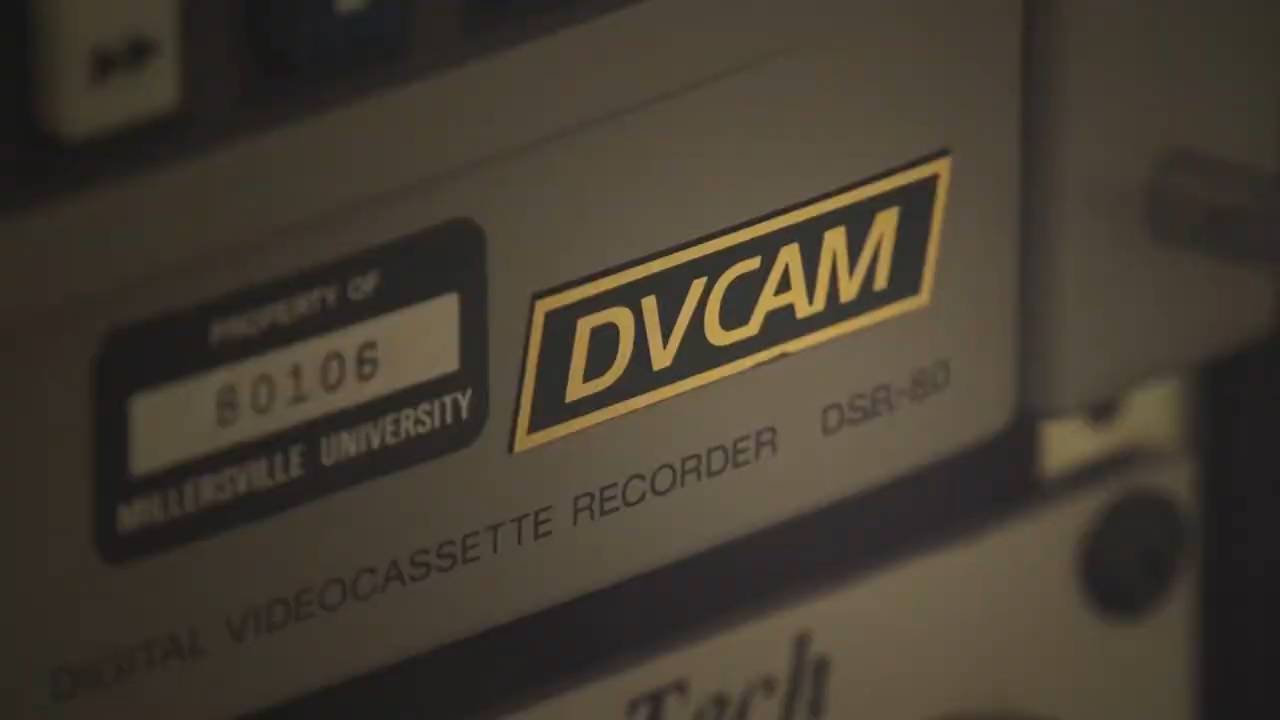 PROPERTY OF
80106
MILLERSVILLE UNIVERSITY
DVCAM
DIGITAL VIDEOCASSETTE RECORDER DSR-80
Tech